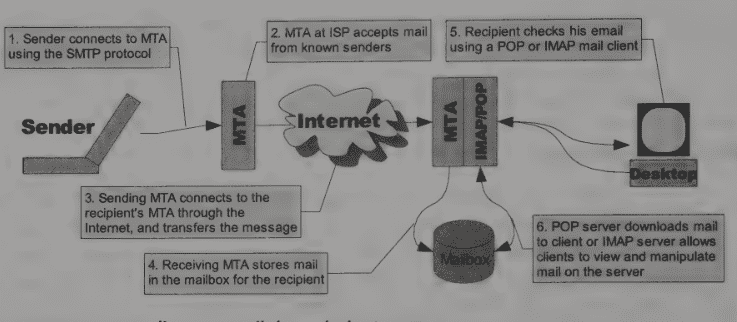 1. Sender connects to MTA
using the SMTP protocol
2. MTA at ISP accepts mail
from known senders
5. Recipient checks his email
using a POP or IMAP mail client
Sender
MTA
Internet
MTA
IMAP/POP
Desktop
3. Sending MTA connects to the
recipient's MTA through the
Internet, and transfers the message
4. Receiving MTA stores mail
in the mailbox for the recipient
Mailbox
6. POP server downloads mail
to client or IMAP server allows
clients to view and manipulate
mail on the server